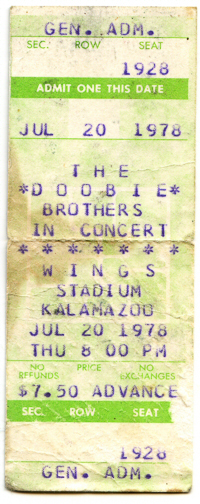 GEN. ADM.
SEC. ROW SEAT
1928
ADMIT ONE THIS DATE
JUL 20 1978
THE
*DOOBIE*
BROTHERS
IN CONCERT
* * * * * * *
WINGS
STADIUM
KALAMAZOO
JUL 20 1978
THU 8 00 PM
NO REFUNDS PRICE NO EXCHANGES
$7.50 ADVANCE
SEC. ROW SEAT
1928
GEN. ADM.